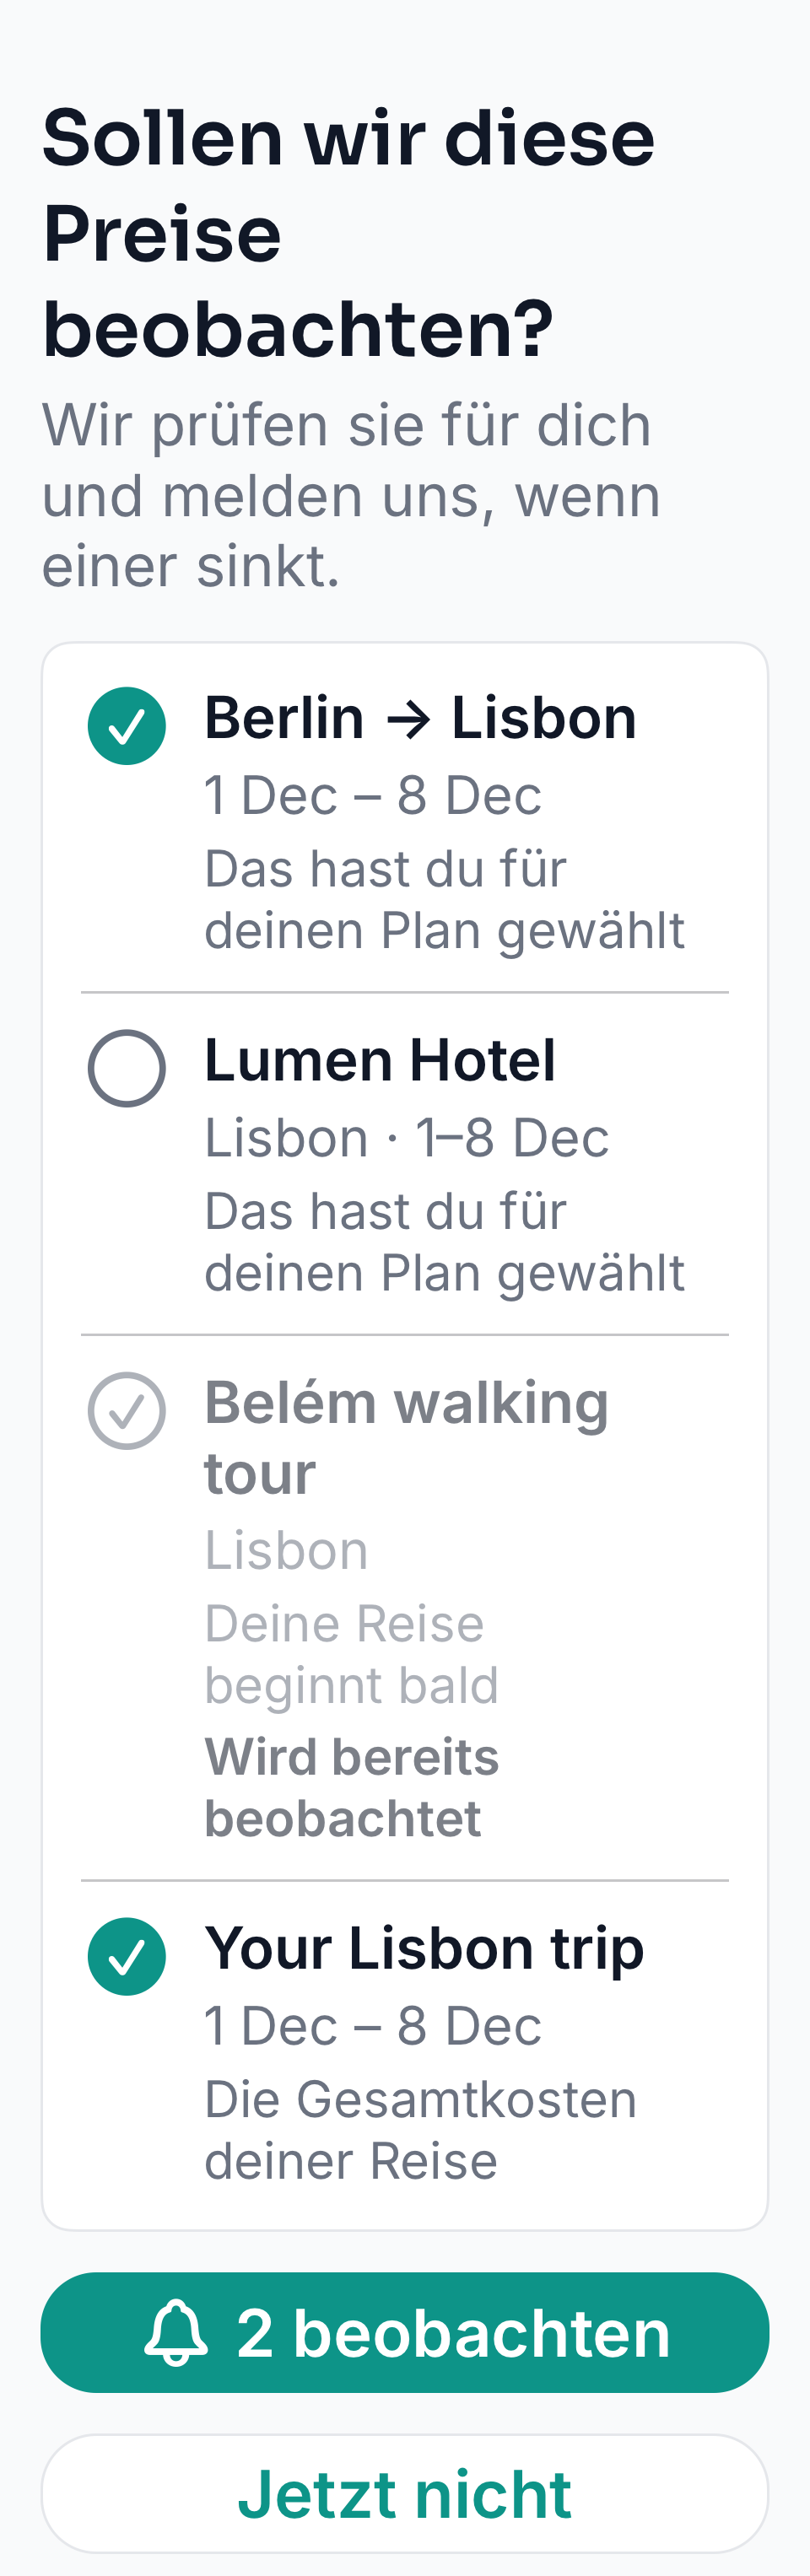 Sollen wir diese
Preise
beobachten?
Wir prüfen sie für dich
und melden uns, wenn
einer sinkt.
Berlin → Lisbon
1 Dec – 8 Dec
Das hast du für
deinen Plan gewählt
Lumen Hotel
Lisbon · 1–8 Dec
Das hast du für
deinen Plan gewählt
Belém walking
tour
Lisbon
Deine Reise
beginnt bald
Wird bereits
beobachtet
Your Lisbon trip
1 Dec – 8 Dec
Die Gesamtkosten
deiner Reise
2 beobachten
Jetzt nicht